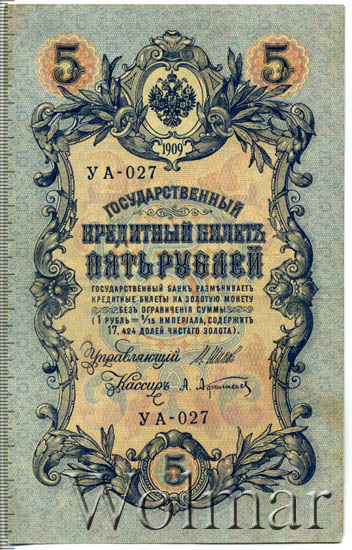 5 5
1909
УА-027
ГОСУДАРСТВЕННЫЙ
КРЕДИТНЫЙ БИЛЕТЪ
ПЯТЬ РУБЛЕЙ
ГОСУДАРСТВЕННЫЙ БАНКЪ РАЗМѢНИВАЕТЪ
КРЕДИТНЫЕ БИЛЕТЫ НА ЗОЛОТУЮ МОНЕТУ
БЕЗЪ ОГРАНИЧЕНІЯ СУММЫ
(1 РУБЛЬ = 1/15 ИМПЕРІАЛА, СОДЕРЖИТЪ
17,424 ДОЛЕЙ ЧИСТАГО ЗОЛОТА).
Управляющій
Кассиръ А. Афанасьев
УА-027
5
Wolmar